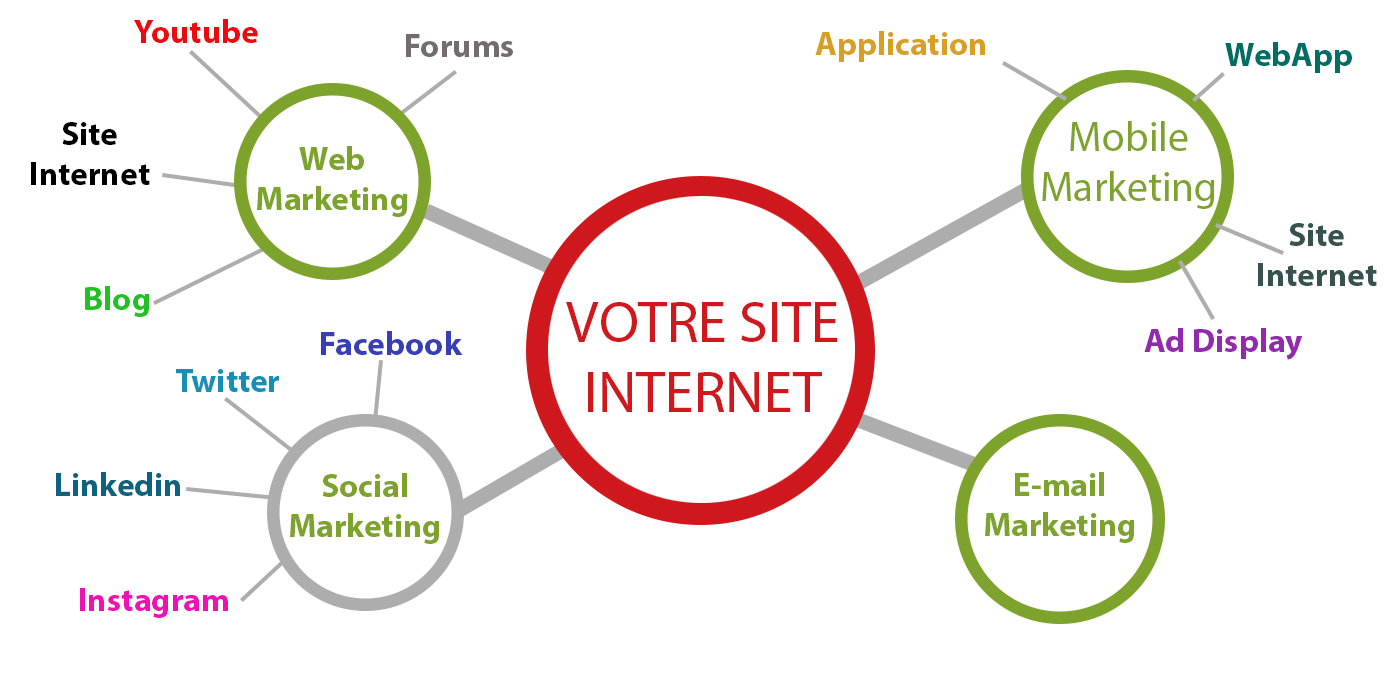 Youtube
Forums
Site
Internet
Web
Marketing
Blog
Application
WebApp
Mobile
Marketing
Site
Internet
Ad Display
VOTRE SITE
INTERNET
Facebook
Twitter
Linkedin
Social
Marketing
Instagram
E-mail
Marketing